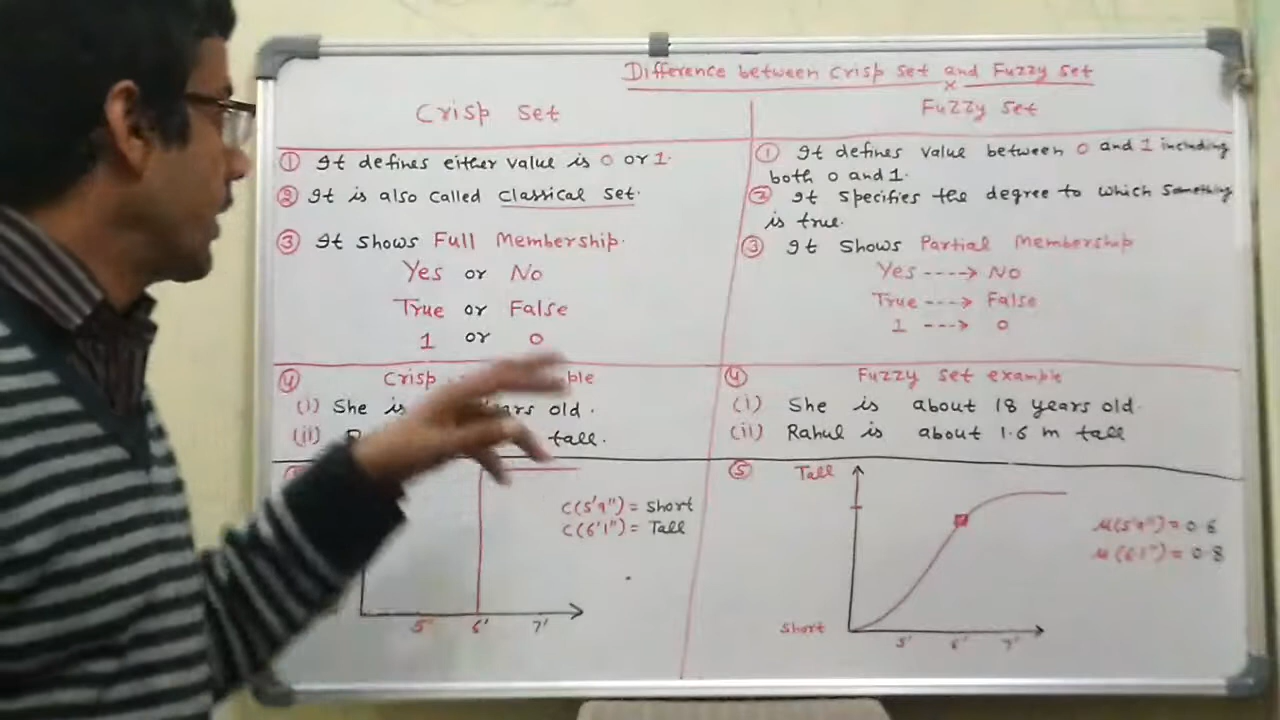 Difference between Crisp set and Fuzzy set
Crisp set
① It defines either value is 0 or 1.
② It is also called Classical set.
③ It shows Full Membership.
Yes or No
True or False
1 or 0
④ Crisp
(i) She is old.
(ii) tall.
C(5'9") = Short
C(6'1") = Tall
5' 6' 7'
Fuzzy set
① It defines value between 0 and 1 including
both 0 and 1.
② It specifies the degree to which something
is true.
③ It shows Partial Membership
Yes ----> No
True ---> False
1 ---> 0
④ Fuzzy set example
(i) She is about 18 years old.
(ii) Rahul is about 1.6 m tall
⑤ Tall
μ(5'9") = 0.6
μ(6'1") = 0.8
Short
5' 6' 7'